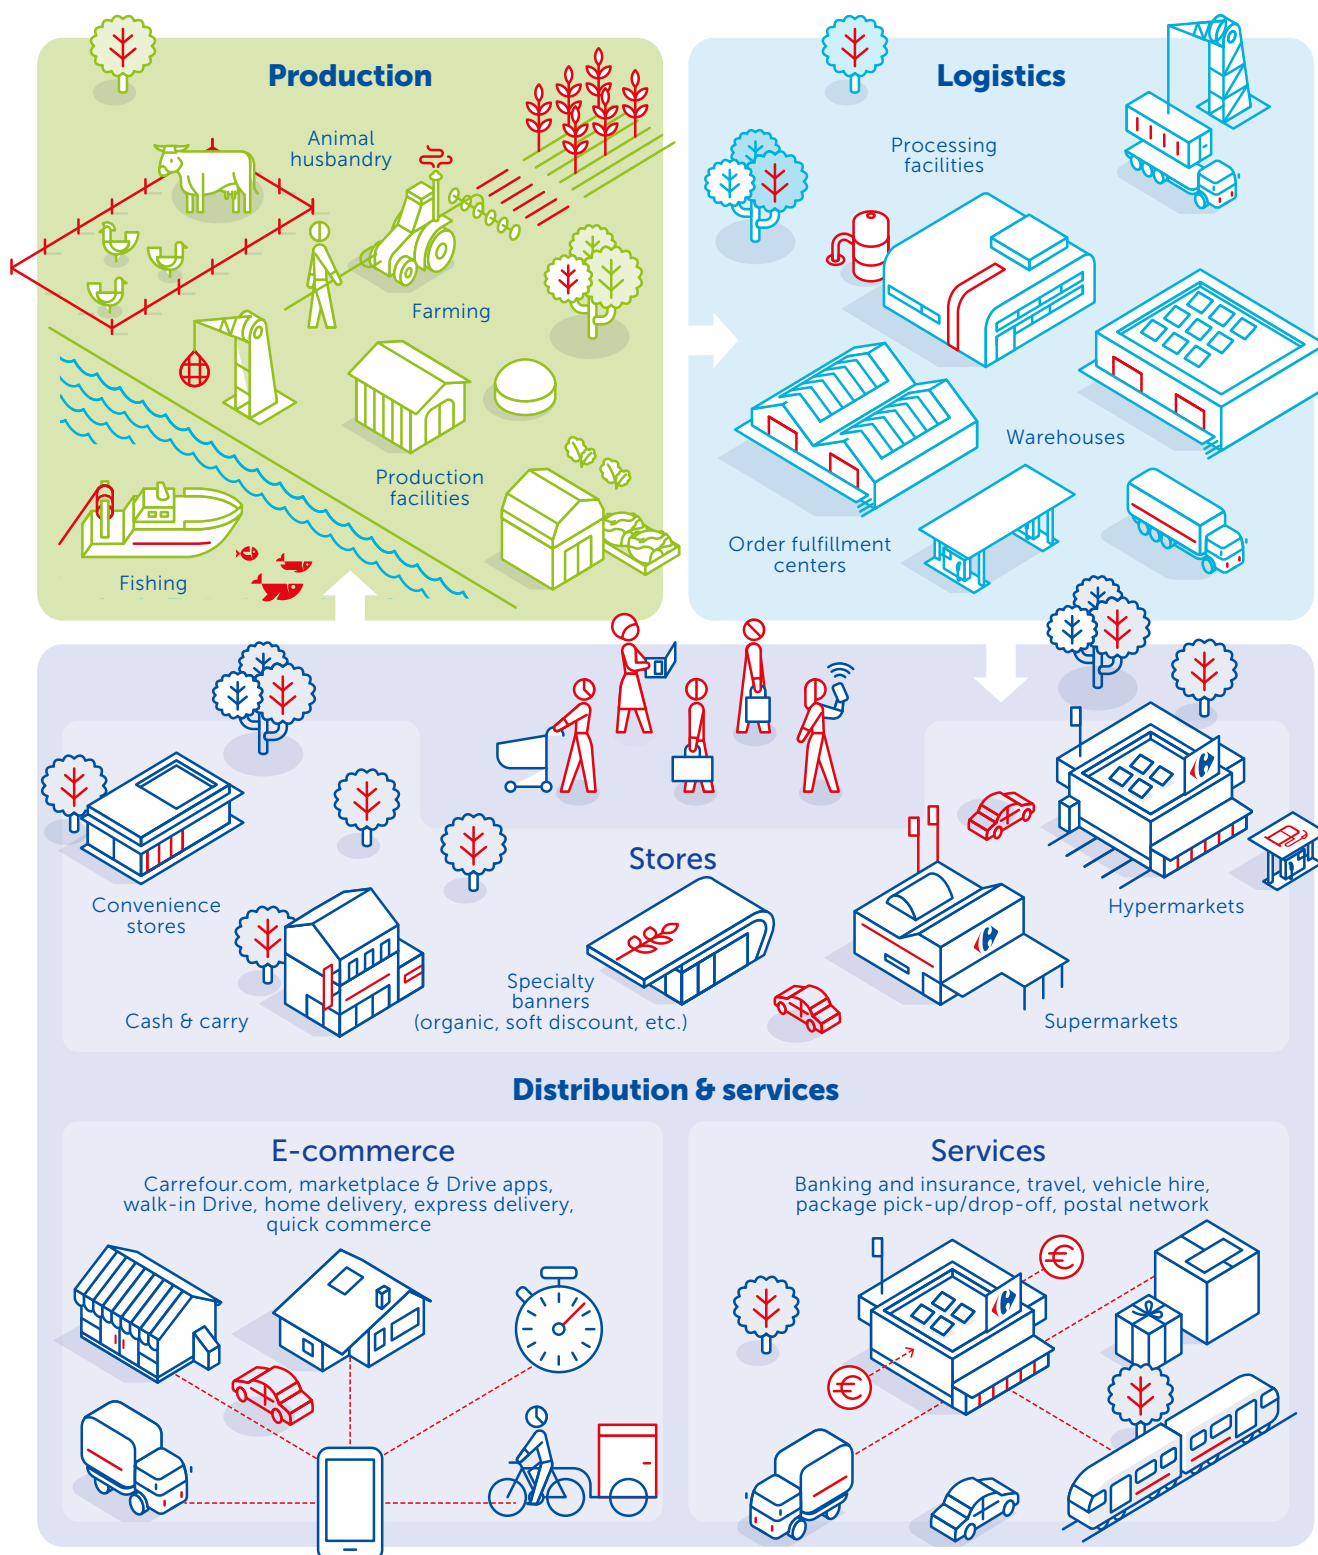 Production
Animal
husbandry
Farming
Production
facilities
Fishing
Logistics
Processing
facilities
Warehouses
Order fulfillment
centers
Stores
Convenience
stores
Hypermarkets
Cash & carry
Specialty
banners
(organic, soft discount, etc.)
Supermarkets
Distribution & services
E-commerce
Carrefour.com, marketplace & Drive apps,
walk-in Drive, home delivery, express delivery,
quick commerce
Services
Banking and insurance, travel, vehicle hire,
package pick-up/drop-off, postal network
€
€